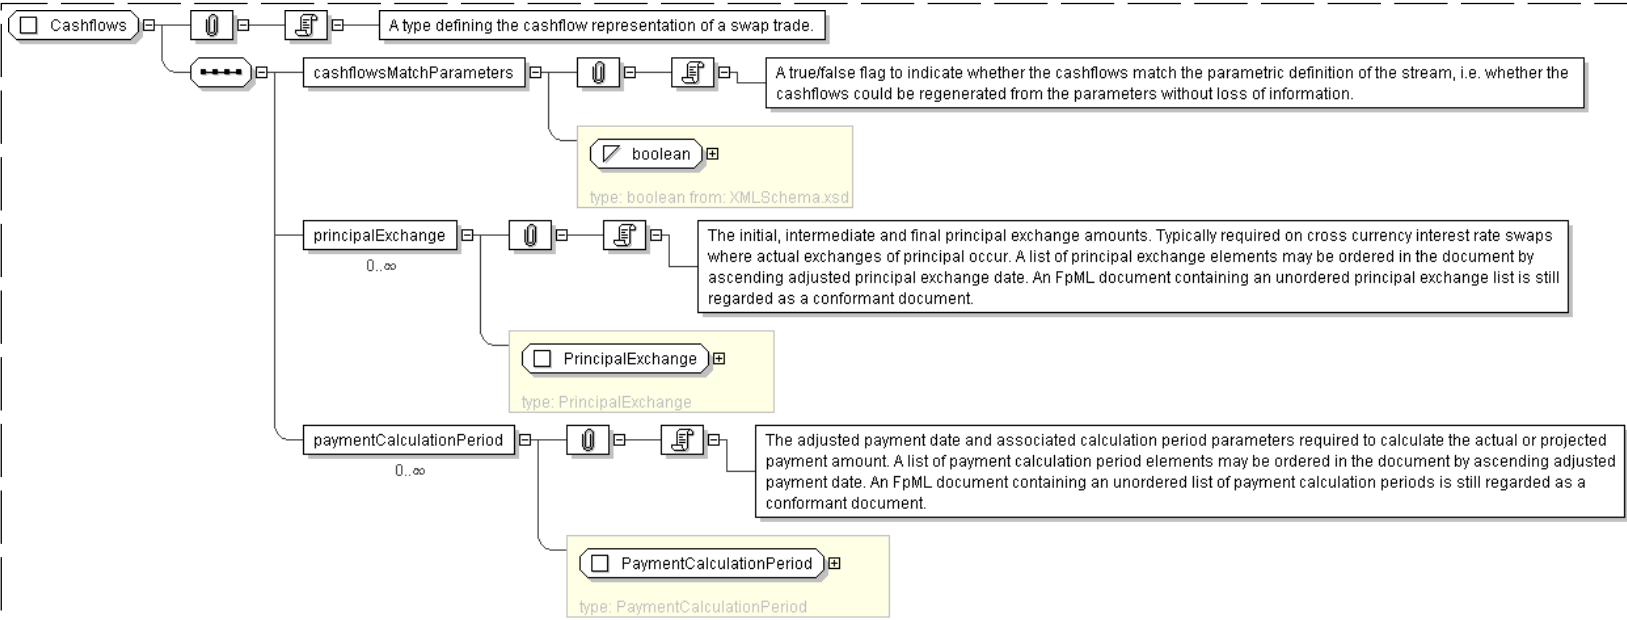 Cashflows
A type defining the cashflow representation of a swap trade.
cashflowsMatchParameters
A true/false flag to indicate whether the cashflows match the parametric definition of the stream, i.e. whether the
cashflows could be regenerated from the parameters without loss of information.
boolean
type: boolean from: XMLSchema.xsd
principalExchange
0..∞
The initial, intermediate and final principal exchange amounts. Typically required on cross currency interest rate swaps
where actual exchanges of principal occur. A list of principal exchange elements may be ordered in the document by
ascending adjusted principal exchange date. An FpML document containing an unordered principal exchange list is still
regarded as a conformant document.
PrincipalExchange
type: PrincipalExchange
paymentCalculationPeriod
0..∞
The adjusted payment date and associated calculation period parameters required to calculate the actual or projected
payment amount. A list of payment calculation period elements may be ordered in the document by ascending adjusted
payment date. An FpML document containing an unordered list of payment calculation periods is still regarded as a
conformant document.
PaymentCalculationPeriod
type: PaymentCalculationPeriod